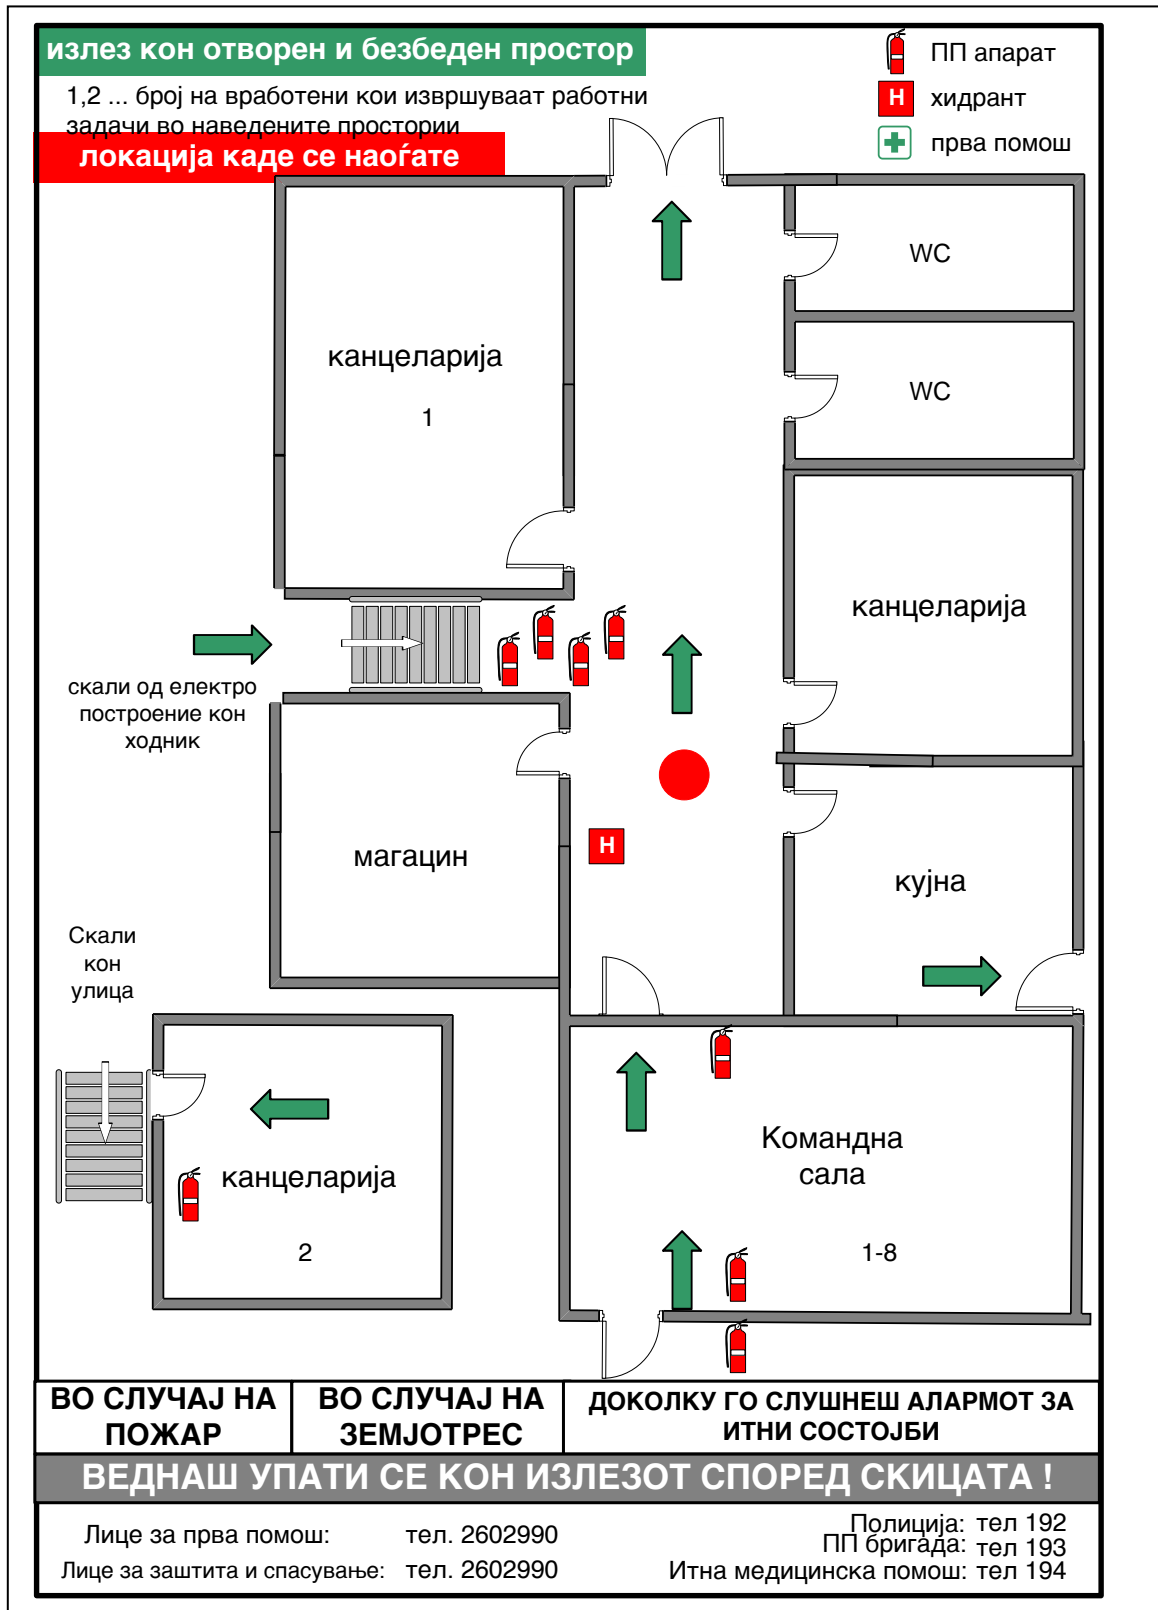 излез кон отворен и безбеден простор
1,2 ... број на вработени кои извршуваат работни
задачи во наведените простории
локација каде се наоѓате
ПП апарат
H хидрант
прва помош
WC
WC
канцеларија
1
канцеларија
скали од електро
построение кон
ходник
магацин
H
кујна
Скали
кон
улица
канцеларија
2
Командна
сала
1-8
ВО СЛУЧАЈ НА
ПОЖАР
ВО СЛУЧАЈ НА
ЗЕМЈОТРЕС
ДОКОЛКУ ГО СЛУШНЕШ АЛАРМОТ ЗА
ИТНИ СОСТОЈБИ
ВЕДНАШ УПАТИ СЕ КОН ИЗЛЕЗОТ СПОРЕД СКИЦАТА !
Лице за прва помош: тел. 2602990
Лице за заштита и спасување: тел. 2602990
Полиција: тел 192
ПП бригада: тел 193
Итна медицинска помош: тел 194